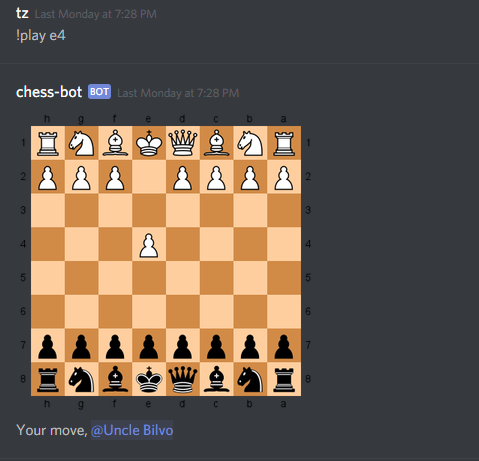 tz Last Monday at 7:28 PM
!play e4
chess-bot BOT Last Monday at 7:28 PM
h g f e d c b a
1 1
2 2
3 3
4 4
5 5
6 6
7 7
8 8
h g f e d c b a
Your move, @Uncle Bilvo